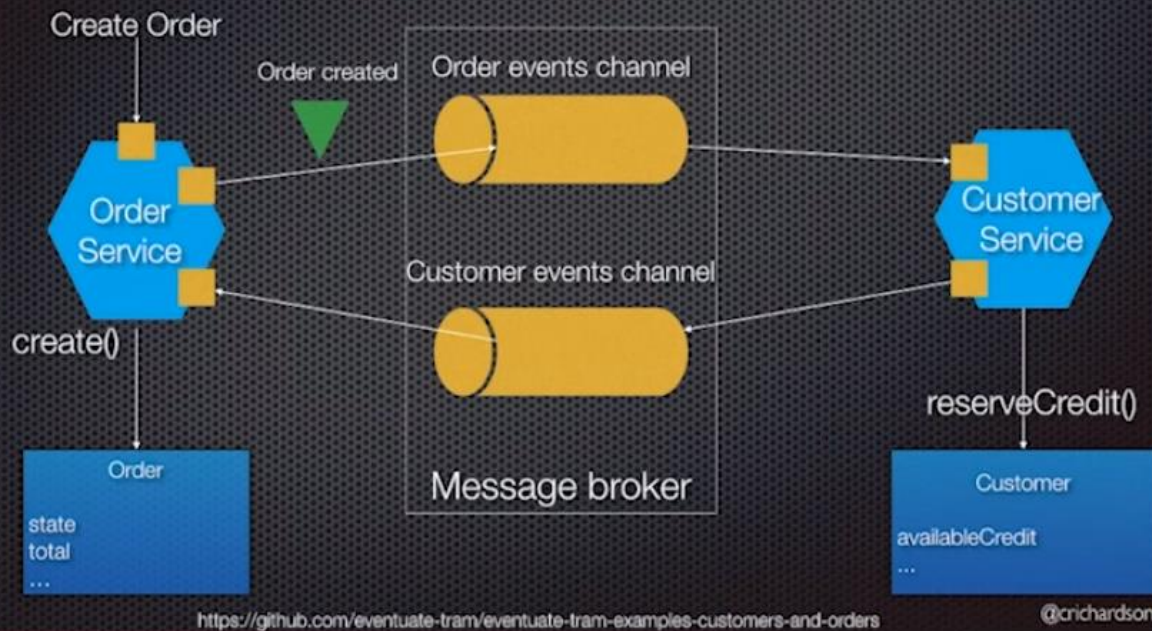 Create Order
Order created
Order events channel
Order
Service
Customer
Service
Customer events channel
create()
reserveCredit()
Order
state
total
...
Message broker
Customer
availableCredit
...
https://github.com/eventuate-tram/eventuate-tram-examples-customers-and-orders
@crichardson